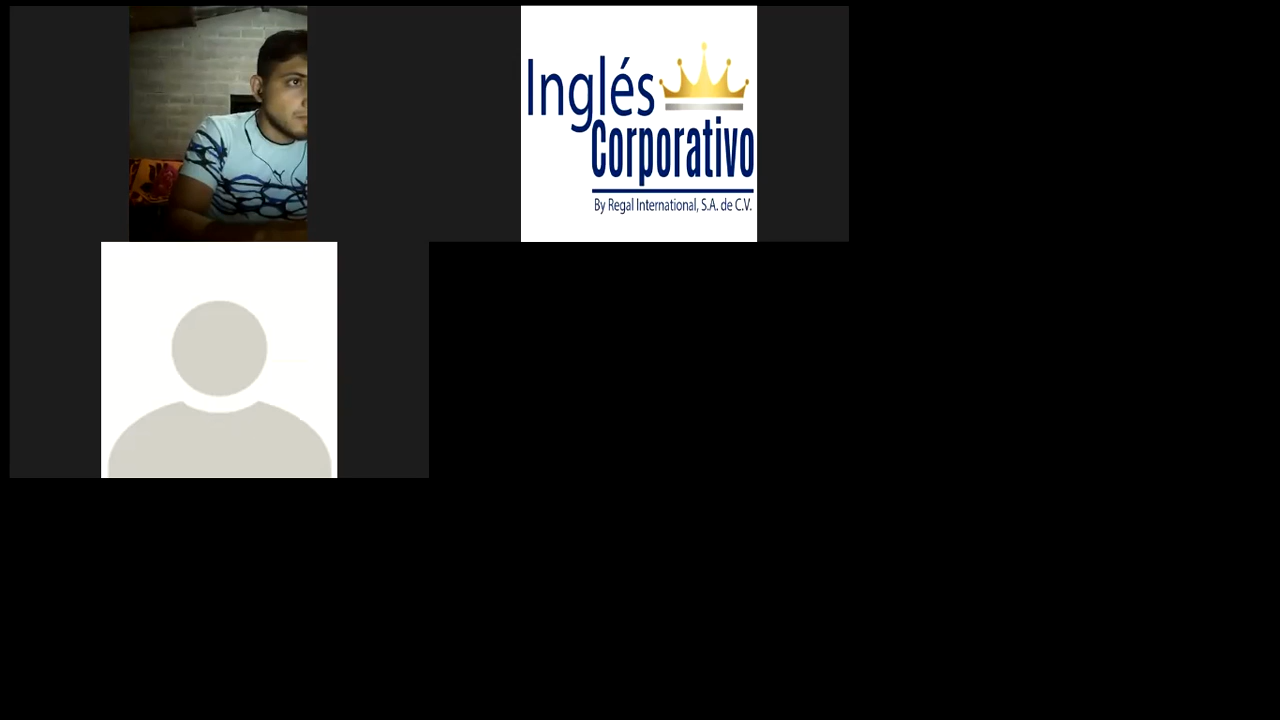 Inglés
Corporativo
By Regal International, S.A. de C.V.